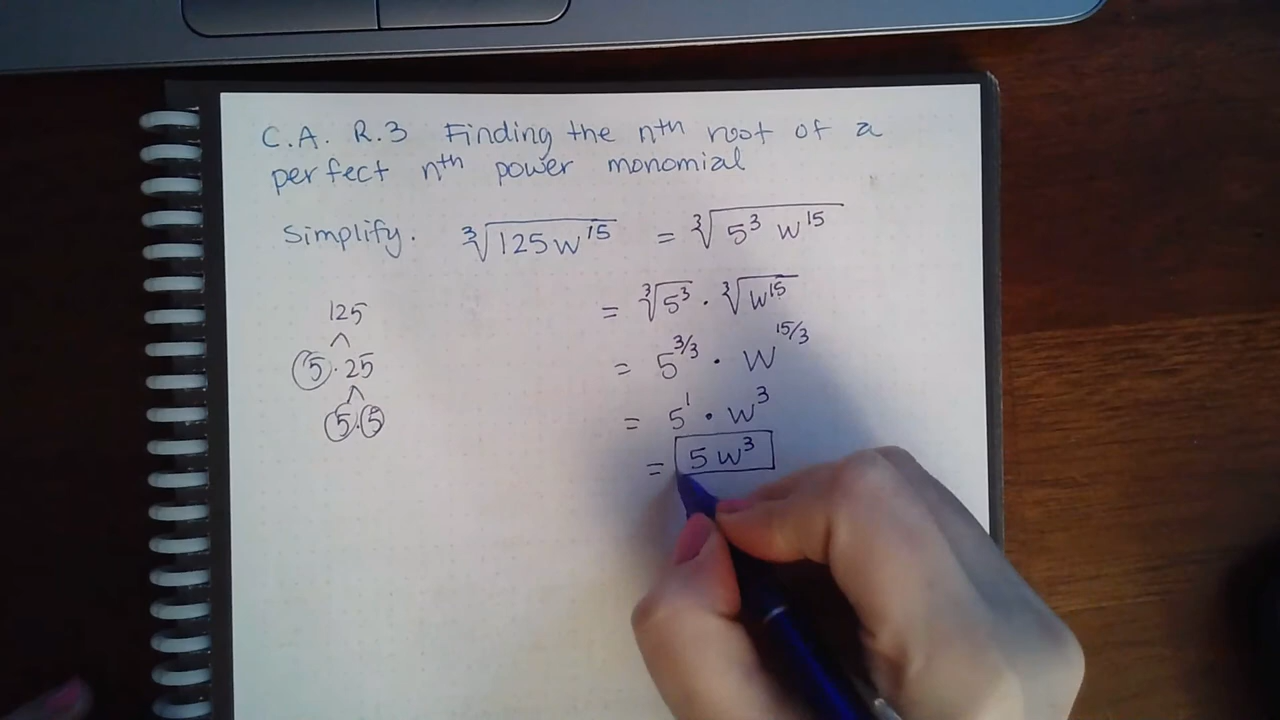 C.A. R.3 Finding the nth root of a
perfect nth power monomial
Simplify. ∛(125w¹⁵) = ∛(5³ w¹⁵)
= ∛(5³) · ∛(w¹⁵)
= 5^(3/3) · w^(15/3)
= 5¹ · w³
= 5w³
125
5 · 25
5 · 5